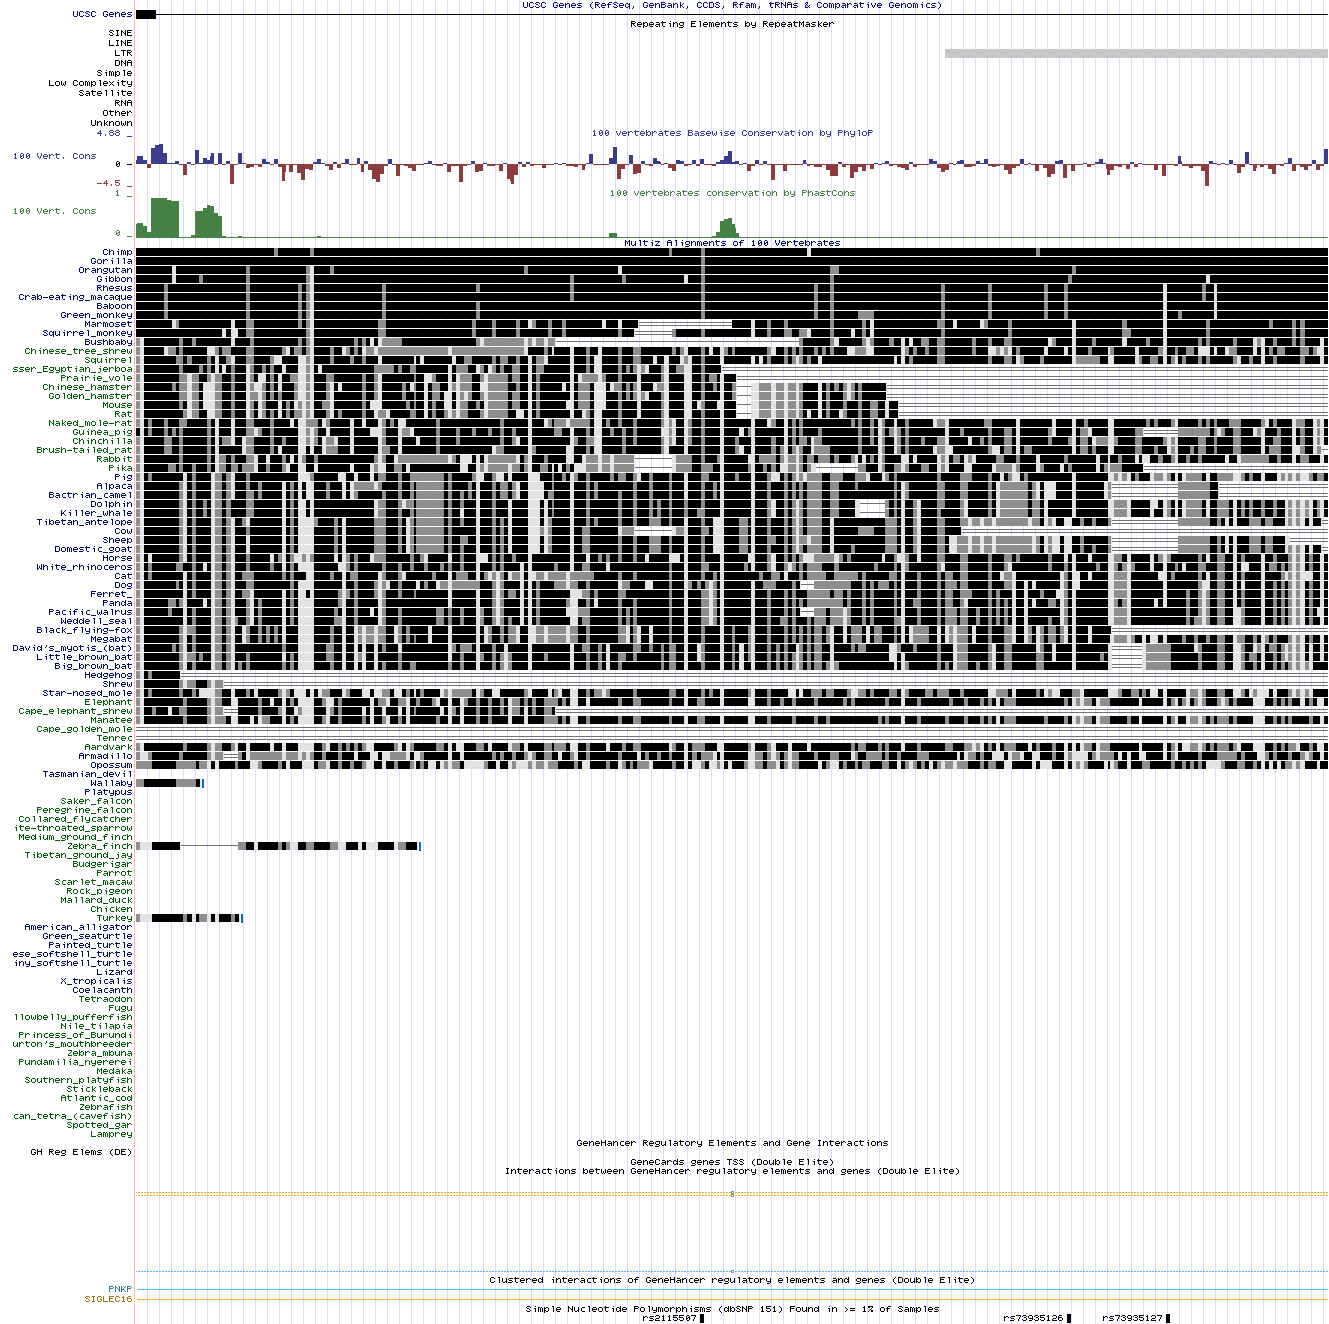 UCSC Genes (RefSeq, GenBank, CCDS, Rfam, tRNAs & Comparative Genomics)
UCSC Genes
Repeating Elements by RepeatMasker
SINE
LINE
LTR
DNA
Simple
Low Complexity
Satellite
RNA
Other
Unknown
100 vertebrates Basewise Conservation by PhyloP
4.88 _
100 Vert. Cons
0 _
-4.5 _
100 vertebrates conservation by PhastCons
1 _
100 Vert. Cons
0 _
Multiz Alignments of 100 Vertebrates
Chimp
Gorilla
Orangutan
Gibbon
Rhesus
Crab-eating_macaque
Baboon
Green_monkey
Marmoset
Squirrel_monkey
Bushbaby
Chinese_tree_shrew
Squirrel
sser_Egyptian_jerboa
Prairie_vole
Chinese_hamster
Golden_hamster
Mouse
Rat
Naked_mole-rat
Guinea_pig
Chinchilla
Brush-tailed_rat
Rabbit
Pika
Pig
Alpaca
Bactrian_camel
Dolphin
Killer_whale
Tibetan_antelope
Cow
Sheep
Domestic_goat
Horse
White_rhinoceros
Cat
Dog
Ferret_
Panda
Pacific_walrus
Weddell_seal
Black_flying-fox
Megabat
David's_myotis_(bat)
Little_brown_bat
Big_brown_bat
Hedgehog
Shrew
Star-nosed_mole
Elephant
Cape_elephant_shrew
Manatee
Cape_golden_mole
Tenrec
Aardvark
Armadillo
Opossum
Tasmanian_devil
Wallaby
Platypus
Saker_falcon
Peregrine_falcon
Collared_flycatcher
ite-throated_sparrow
Medium_ground_finch
Zebra_finch
Tibetan_ground_jay
Budgerigar
Parrot
Scarlet_macaw
Rock_pigeon
Mallard_duck
Chicken
Turkey
American_alligator
Green_seaturtle
Painted_turtle
ese_softshell_turtle
iny_softshell_turtle
Lizard
X_tropicalis
Coelacanth
Tetraodon
Fugu
llowbelly_pufferfish
Nile_tilapia
Princess_of_Burundi
urton's_mouthbreeder
Zebra_mbuna
Pundamilia_nyererei
Medaka
Southern_platyfish
Stickleback
Atlantic_cod
Zebrafish
can_tetra_(cavefish)
Spotted_gar
Lamprey
GeneHancer Regulatory Elements and Gene Interactions
GH Reg Elems (DE)
GeneCards genes TSS (Double Elite)
Interactions between GeneHancer regulatory elements and genes (Double Elite)
Clustered interactions of GeneHancer regulatory elements and genes (Double Elite)
PNKP
SIGLEC16
Simple Nucleotide Polymorphisms (dbSNP 151) Found in >= 1% of Samples
rs2115507 rs73935126 rs73935127